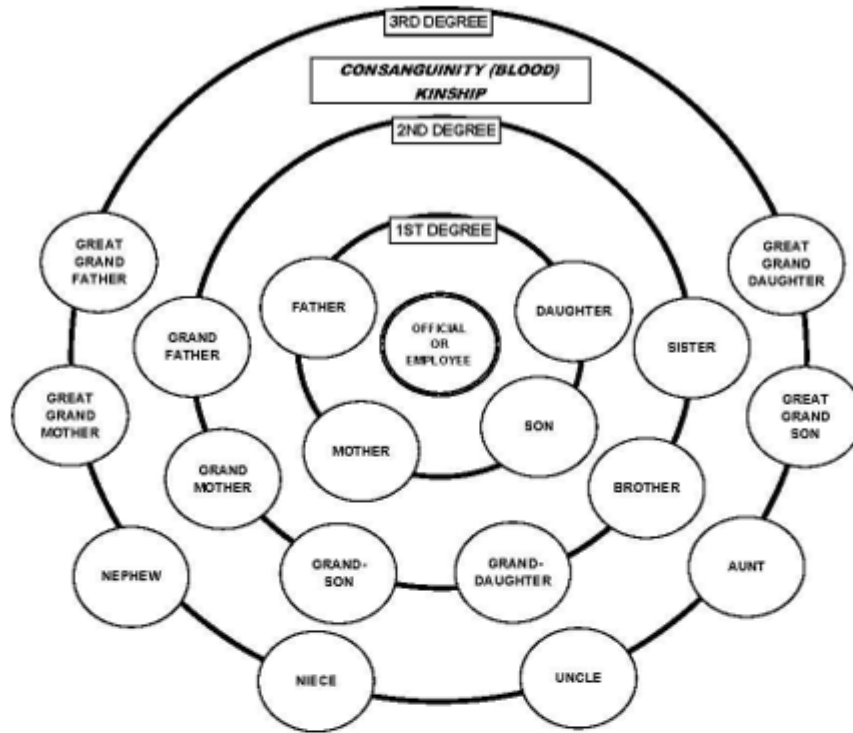 3RD DEGREE
CONSANGUINITY (BLOOD)
KINSHIP
2ND DEGREE
1ST DEGREE
GREAT
GRAND
FATHER
GREAT
GRAND
DAUGHTER
FATHER
DAUGHTER
OFFICIAL
OR
EMPLOYEE
GRAND
FATHER
SISTER
GREAT
GRAND
MOTHER
GREAT
GRAND
SON
MOTHER
SON
GRAND
MOTHER
BROTHER
NEPHEW
GRAND-
SON
GRAND-
DAUGHTER
AUNT
NIECE
UNCLE